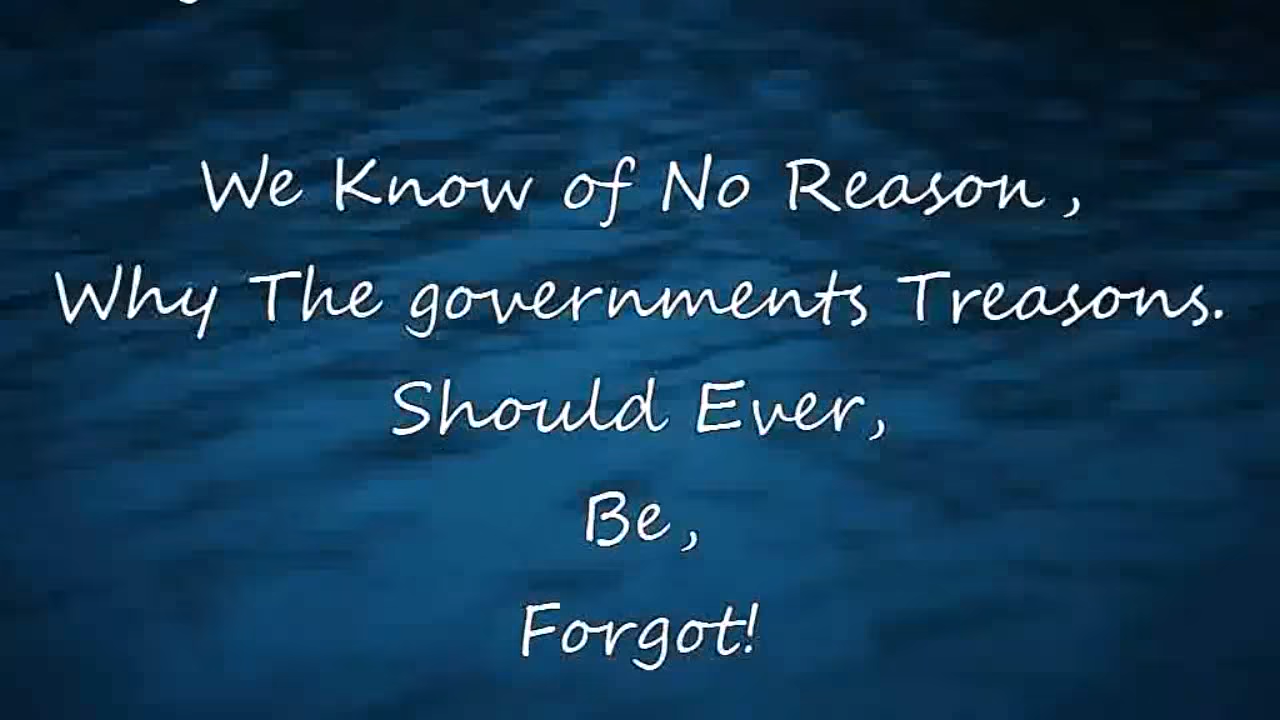 We Know of No Reason ,
Why The governments Treasons.
Should Ever,
Be ,
Forgot!